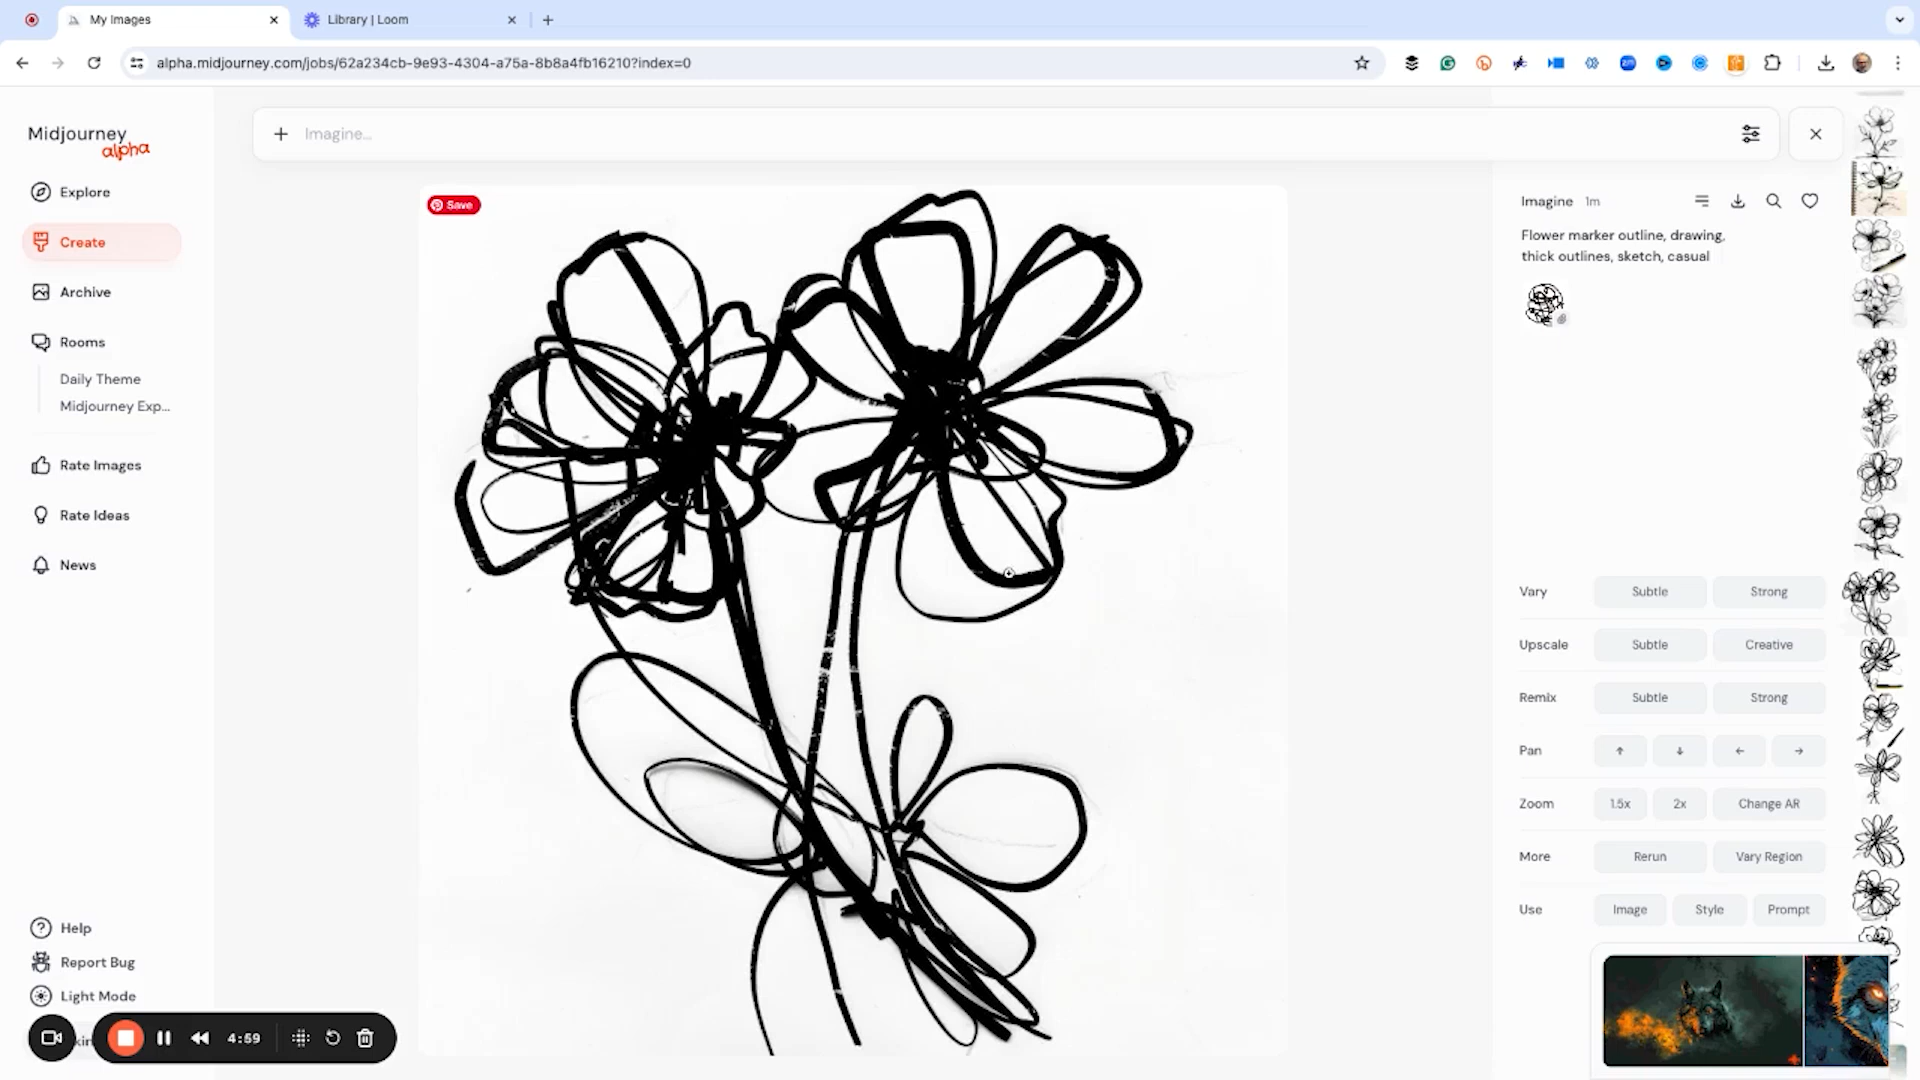 My Images
Library | Loom
alpha.midjourney.com/jobs/62a234cb-9e93-4304-a75a-8b8a4fb16210?index=0
Midjourney
alpha
Explore
Create
Archive
Rooms
Daily Theme
Midjourney Exp...
Rate Images
Rate Ideas
News
Help
Report Bug
Light Mode
4:59
Imagine...
Save
Imagine 1m
Flower marker outline, drawing,
thick outlines, sketch, casual
Vary Subtle Strong
Upscale Subtle Creative
Remix Subtle Strong
Pan
Zoom 1.5x 2x Change AR
More Rerun Vary Region
Use Image Style Prompt